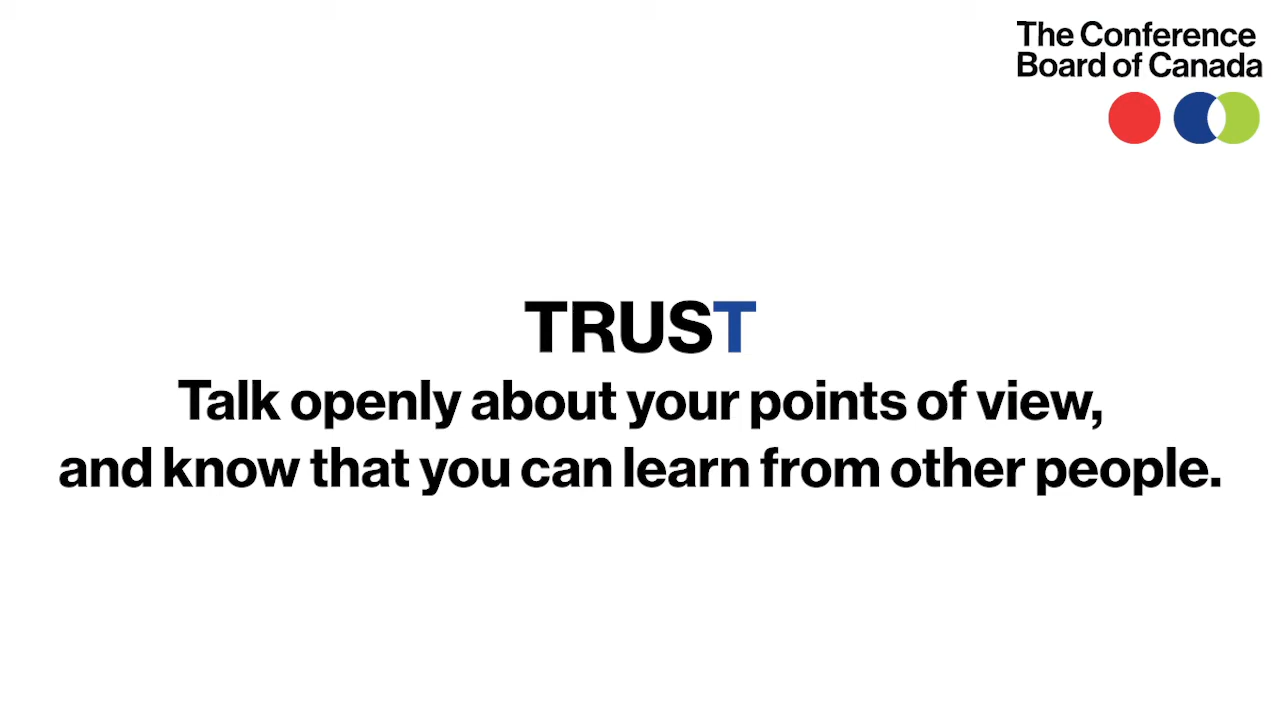 The Conference
Board of Canada
TRUST
Talk openly about your points of view,
and know that you can learn from other people.